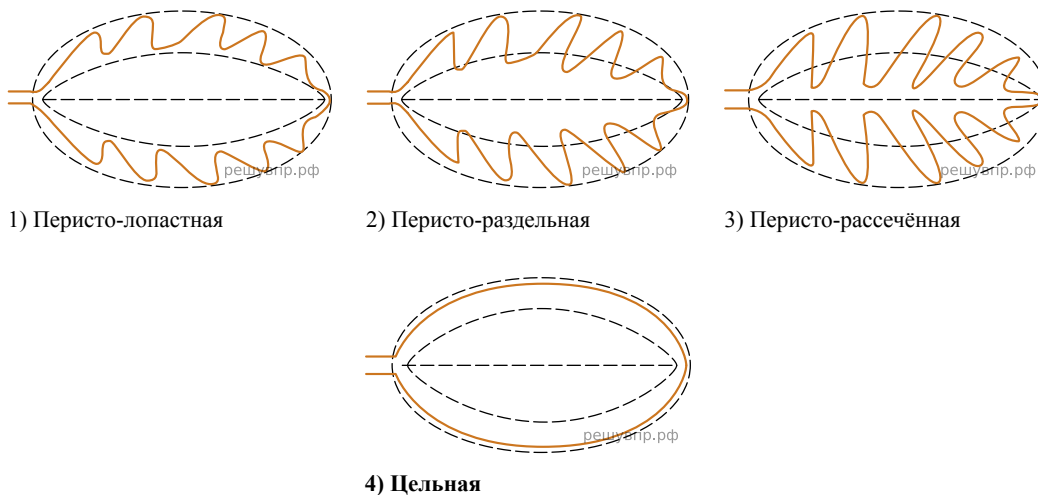 решувпр.рф
решувпр.рф
решувпр.рф
1) Перисто-лопастная
2) Перисто-раздельная
3) Перисто-рассечённая
решувпр.рф
4) Цельная